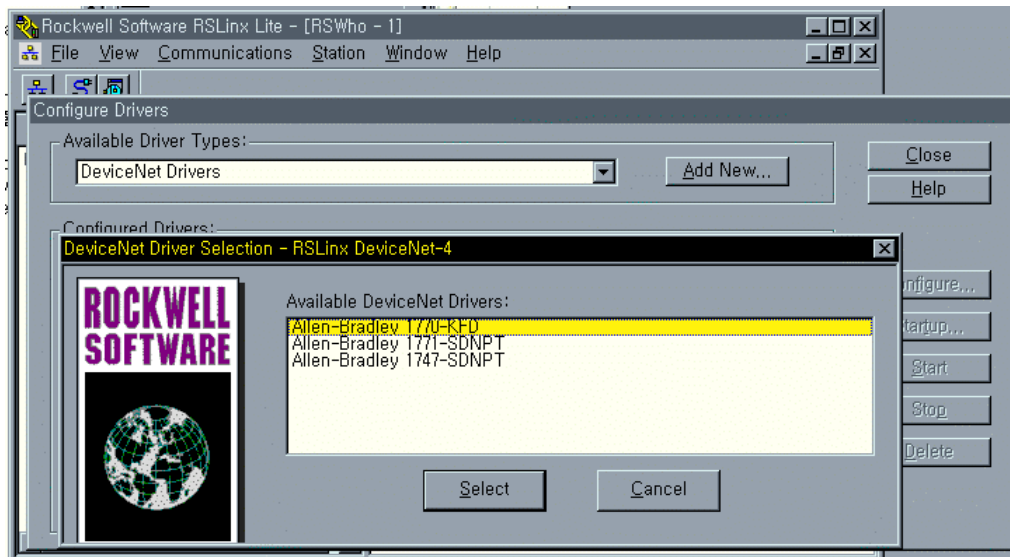 Rockwell Software RSLinx Lite - [RSWho - 1]
File View Communications Station Window Help
Configure Drivers
Available Driver Types:
DeviceNet Drivers
Add New...
Close
Help
Configured Drivers:
DeviceNet Driver Selection - RSLinx DeviceNet-4
ROCKWELL
SOFTWARE
Available DeviceNet Drivers:
Allen-Bradley 1770-KFD
Allen-Bradley 1771-SDNPT
Allen-Bradley 1747-SDNPT
nfigure...
tartup...
Start
Stop
Delete
Select
Cancel